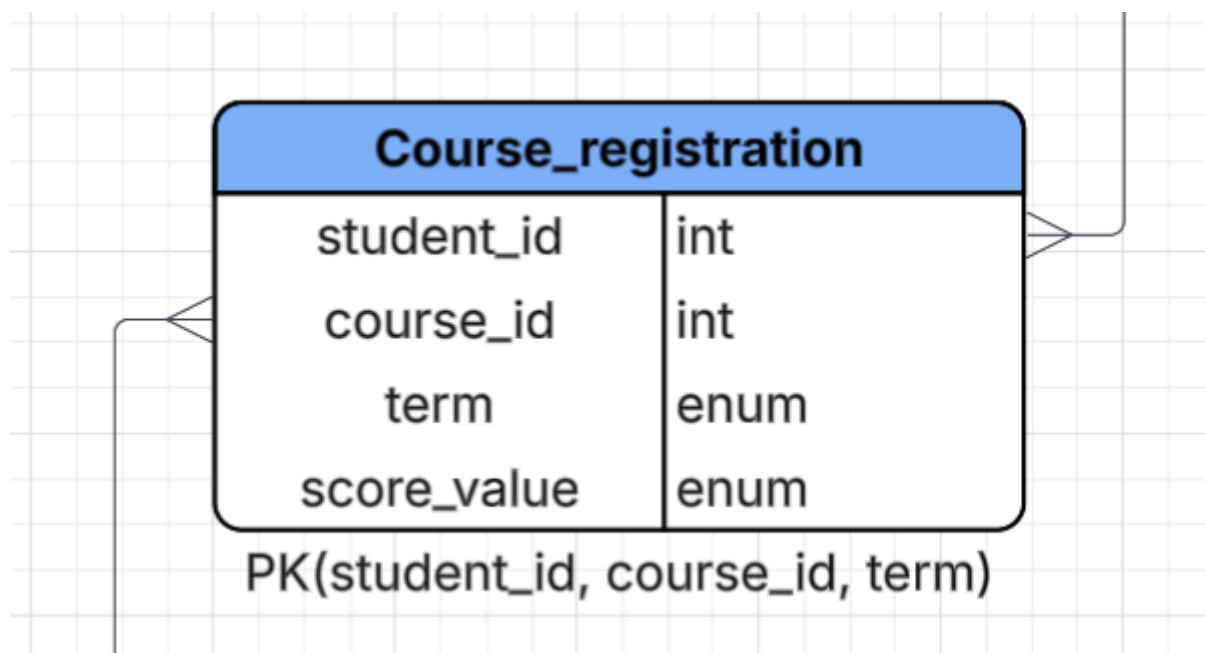 Course_registration
student_id int
course_id int
term enum
score_value enum
PK(student_id, course_id, term)